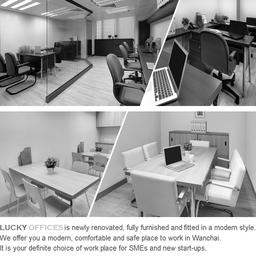 LUCKY OFFICES is newly renovated, fully furnished and fitted in a modern style.
We offer you a modern, comfortable and safe place to work in Wanchai.
It is your definite choice of work place for SMEs and new start-ups.